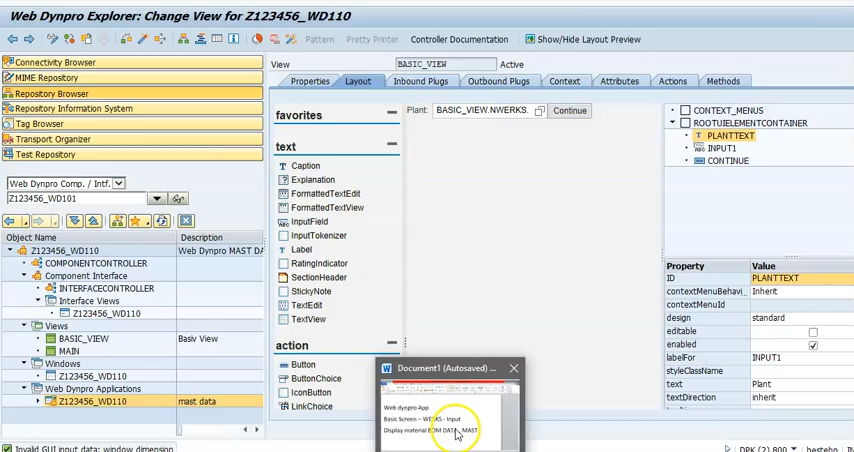 Web Dynpro Explorer: Change View for Z123456_WD110
Pattern Pretty Printer Controller Documentation Show/Hide Layout Preview
Connectivity Browser
MIME Repository
Repository Browser
Repository Information System
Tag Browser
Transport Organizer
Test Repository
Web Dynpro Comp. / Intf.
Z123456_WD101
Object Name Description
Z123456_WD110 Web Dynpro MAST DA
COMPONENTCONTROLLER
Component Interface
INTERFACECONTROLLER
Interface Views
Z123456_WD110
Views
BASIC_VIEW Basiv View
MAIN
Windows
Z123456_WD110
Web Dynpro Applications
Z123456_WD110 mast data
View BASIC_VIEW Active
Properties Layout Inbound Plugs Outbound Plugs Context Attributes Actions Methods
favorites
text
Caption
Explanation
FormattedTextEdit
FormattedTextView
InputField
InputTokenizer
Label
RatingIndicator
SectionHeader
StickyNote
TextEdit
TextView
action
Button
ButtonChoice
IconButton
LinkChoice
Plant: BASIC_VIEW.NWERKS. Continue
CONTEXT_MENUS
ROOTUIELEMENTCONTAINER
PLANTTEXT
INPUT1
CONTINUE
Property Value
ID PLANTTEXT
contextMenuBehavi... Inherit
contextMenuId
design standard
editable
enabled
labelFor INPUT1
styleClassName
text Plant
textDirection inherit
W Document1 (Autosaved) ...
Web dynpro App
Basic Screen – WERKS - Input
Display material BOM DATA - MAST
Invalid GUI input data: window dimension
DPK (2) 800 bestehn In